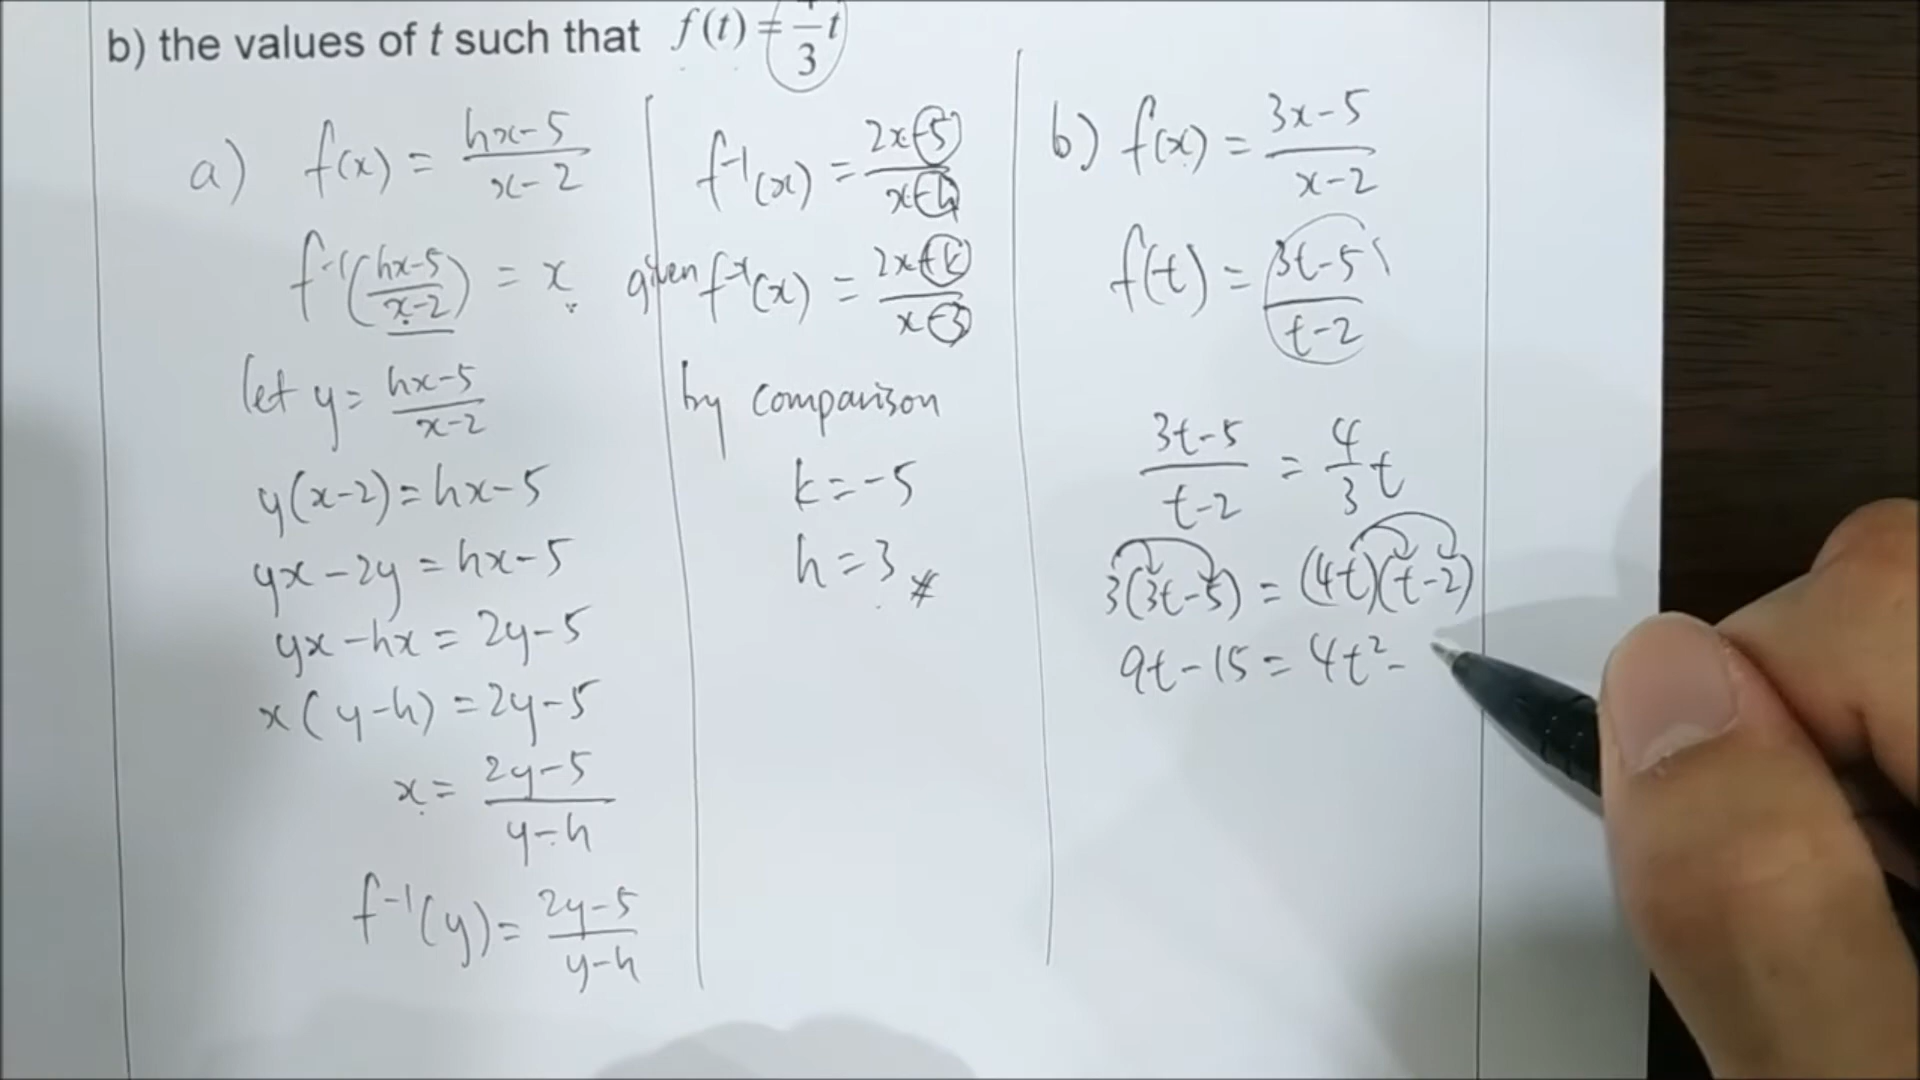 b) the values of t such that f(t) = 4/3 t
a) f(x) = (hx-5)/(x-2)
f⁻¹((hx-5)/(x-2)) = x
let y = (hx-5)/(x-2)
y(x-2) = hx-5
yx-2y = hx-5
yx-hx = 2y-5
x(y-h) = 2y-5
x = (2y-5)/(y-h)
f⁻¹(y) = (2y-5)/(y-h)
f⁻¹(x) = (2x-5)/(x-h)
given f⁻¹(x) = (2x+k)/(x-3)
by comparison
k = -5
h = 3 #
b) f(x) = (3x-5)/(x-2)
f(t) = (3t-5)/(t-2)
(3t-5)/(t-2) = 4/3 t
3(3t-5) = (4t)(t-2)
9t-15 = 4t² -